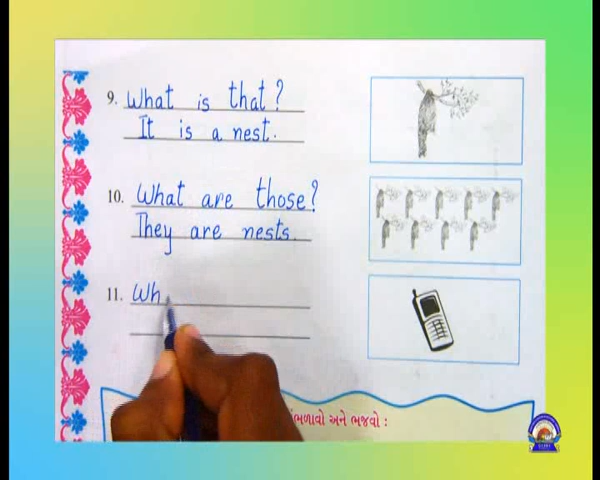 9. What is that?
It is a nest.
10. What are those?
They are nests.
11. Wh
ભળાવો અને ભજવો :